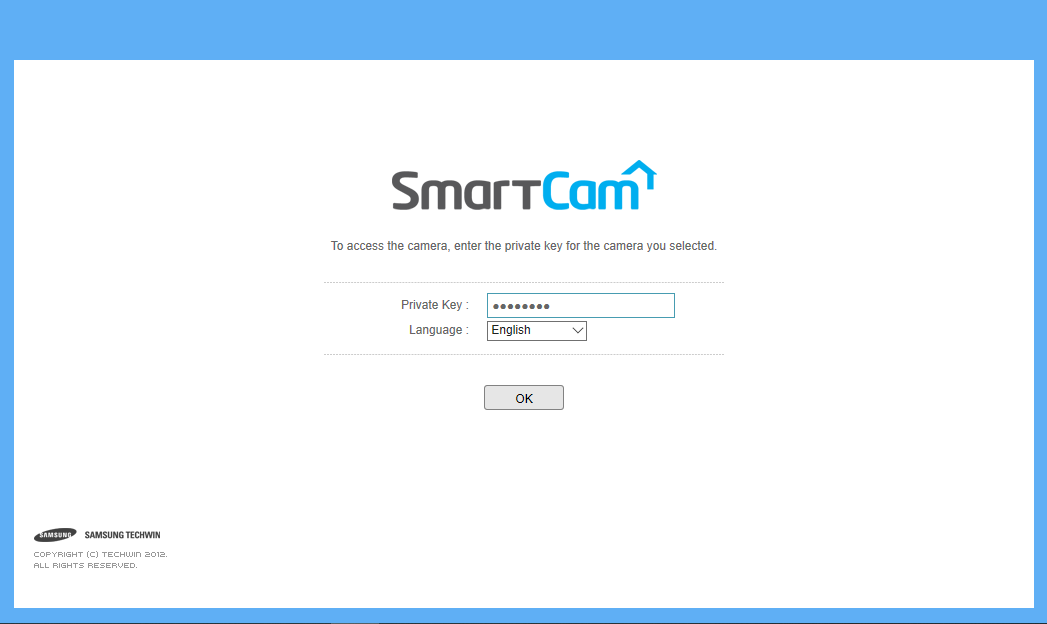 SmartCam
To access the camera, enter the private key for the camera you selected.
Private Key : ●●●●●●●●
Language : English
OK
SAMSUNG SAMSUNG TECHWIN
COPYRIGHT (C) TECHWIN 2012.
ALL RIGHTS RESERVED.